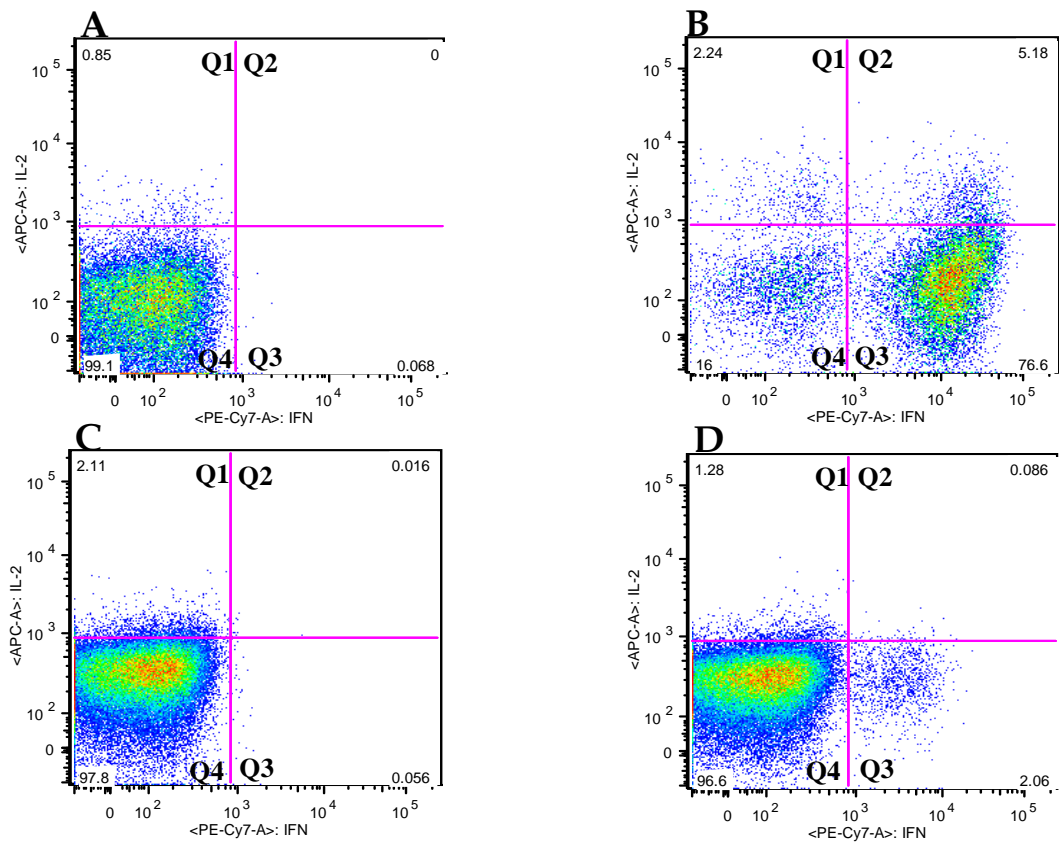 A
0.85 Q1 Q2 0
10^5
10^4
10^3
10^2
0
<APC-A>: IL-2
99.1 Q4 Q3 0.068
0 10^2 10^3 10^4 10^5
<PE-Cy7-A>: IFN
B
2.24 Q1 Q2 5.18
10^5
10^4
10^3
10^2
0
<APC-A>: IL-2
16 Q4 Q3 76.6
0 10^2 10^3 10^4 10^5
<PE-Cy7-A>: IFN
C
2.11 Q1 Q2 0.016
10^5
10^4
10^3
10^2
0
<APC-A>: IL-2
97.8 Q4 Q3 0.056
0 10^2 10^3 10^4 10^5
<PE-Cy7-A>: IFN
D
1.28 Q1 Q2 0.086
10^5
10^4
10^3
10^2
0
<APC-A>: IL-2
96.6 Q4 Q3 2.06
0 10^2 10^3 10^4 10^5
<PE-Cy7-A>: IFN